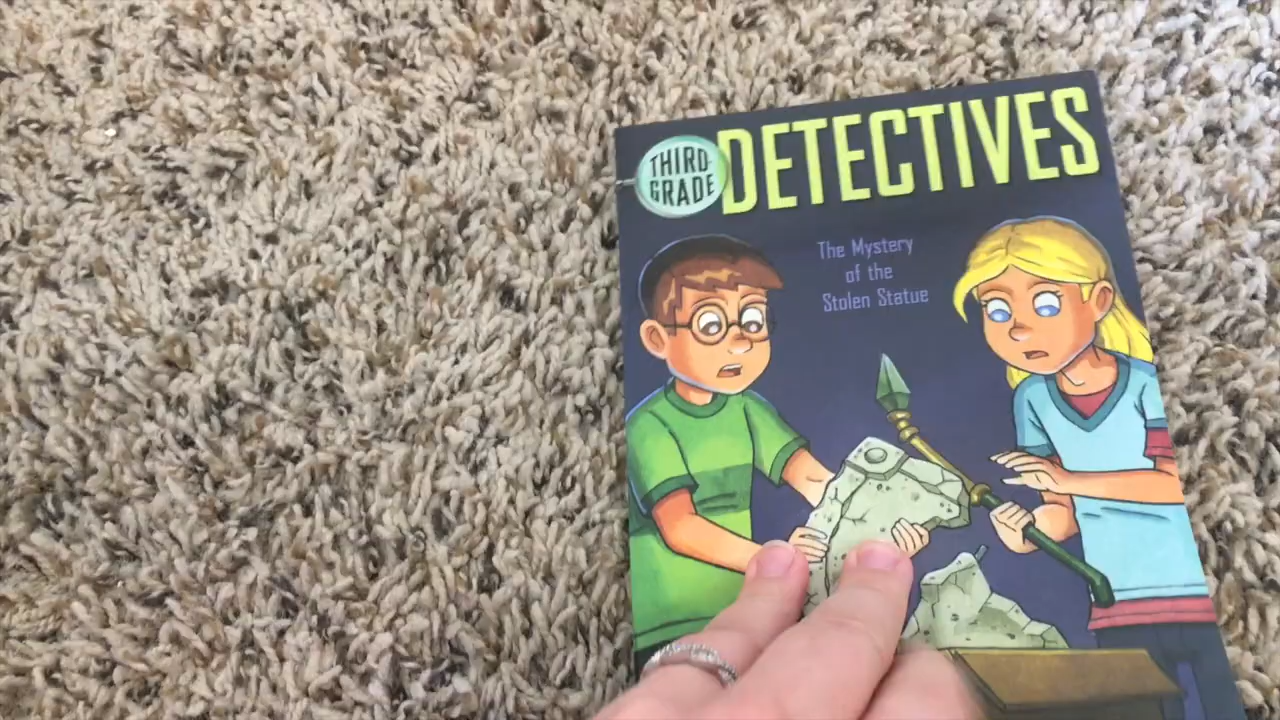 THIRD-
GRADE
DETECTIVES
The Mystery
of the
Stolen Statue